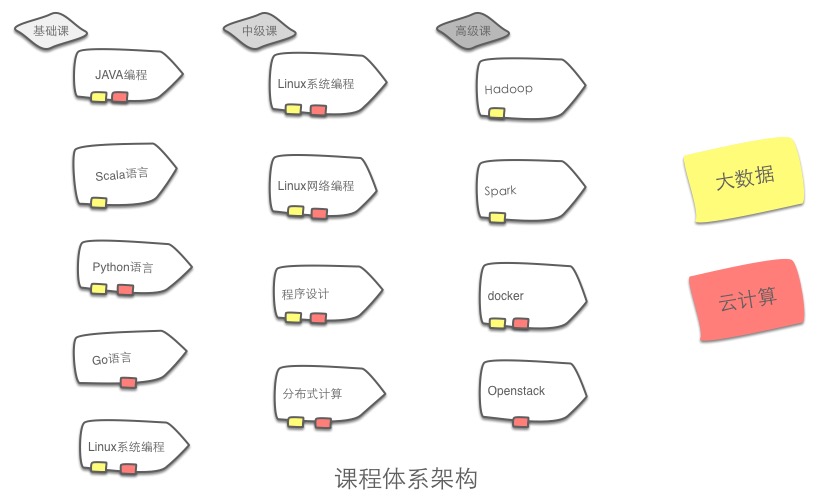 基础课
中级课
高级课
JAVA编程
Linux系统编程
Hadoop
Scala语言
Linux网络编程
Spark
大数据
Python语言
程序设计
docker
云计算
Go语言
分布式计算
Openstack
Linux系统编程
课程体系架构